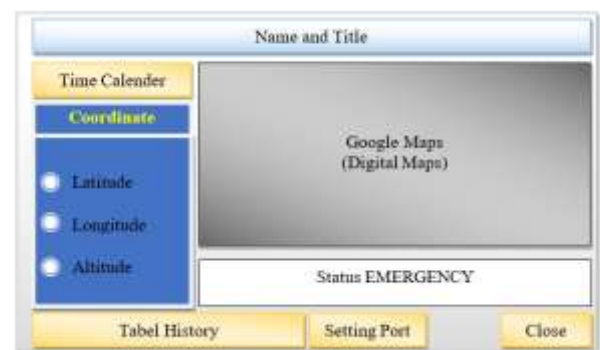 Name and Title
Time Calender
Coordinate
Latitude
Longitude
Altitude
Google Maps
(Digital Maps)
Status EMERGENCY
Tabel History
Setting Port
Close